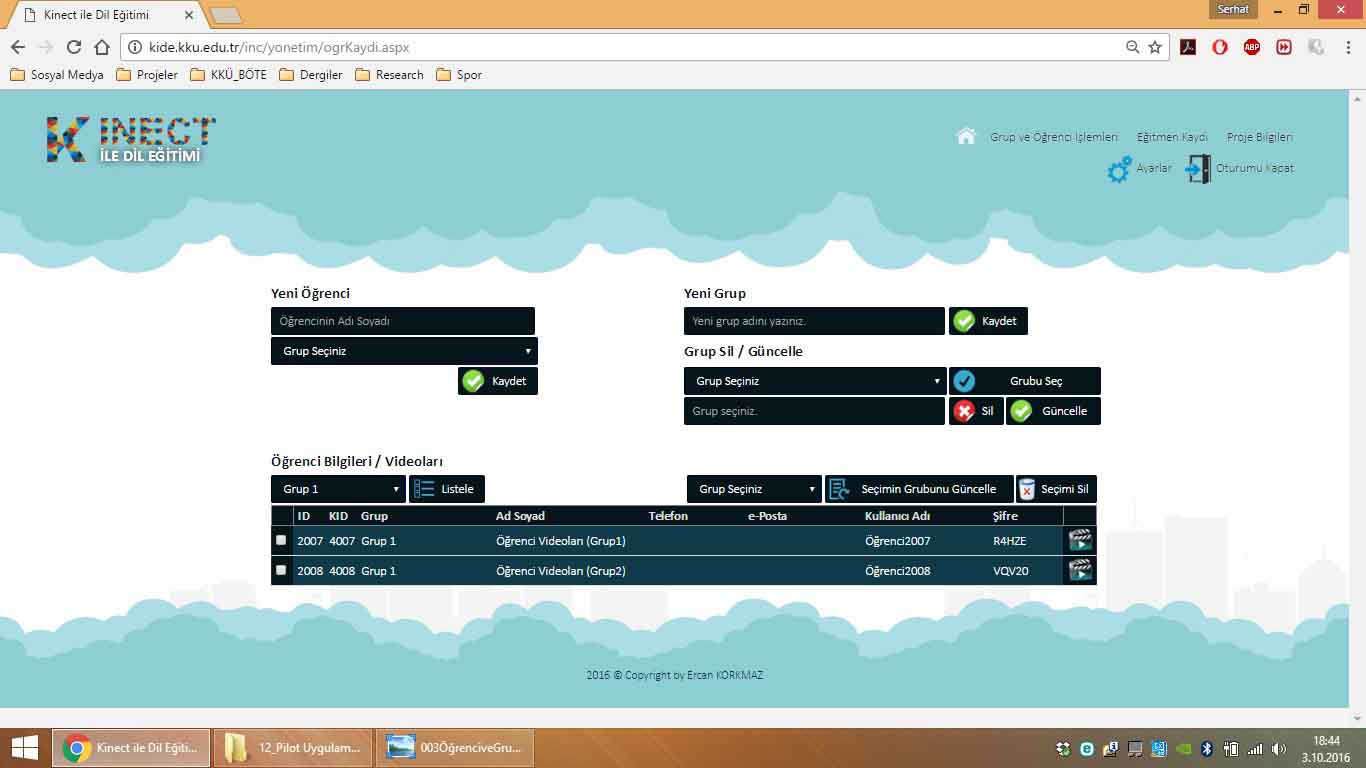 Kinect ile Dil Eğitimi
Serhat
kide.kku.edu.tr/inc/yonetim/ogrKaydi.aspx
ABP
Sosyal Medya Projeler KKÜ_BÖTE Dergiler Research Spor
KINECT
İLE DİL EĞİTİMİ
Grup ve Öğrenci İşlemleri Eğitmen Kaydı Proje Bilgileri
Ayarlar Oturumu Kapat
Yeni Öğrenci
Öğrencinin Adı Soyadı
Grup Seçiniz
Kaydet
Yeni Grup
Yeni grup adını yazınız. Kaydet
Grup Sil / Güncelle
Grup Seçiniz Grubu Seç
Grup seçiniz. Sil Güncelle
Öğrenci Bilgileri / Videoları
Grup 1 Listele Grup Seçiniz Seçimin Grubunu Güncelle Seçimi Sil
ID KID Grup Ad Soyad Telefon e-Posta Kullanıcı Adı Şifre
2007 4007 Grup 1 Öğrenci Videoları (Grup1) Öğrenci2007 R4HZE
2008 4008 Grup 1 Öğrenci Videoları (Grup2) Öğrenci2008 VQV20
2016 © Copyright by Ercan KORKMAZ
Kinect ile Dil Eğiti... 12_Pilot Uygulam... 003ÖğrenciveGru...
18:44
3.10.2016